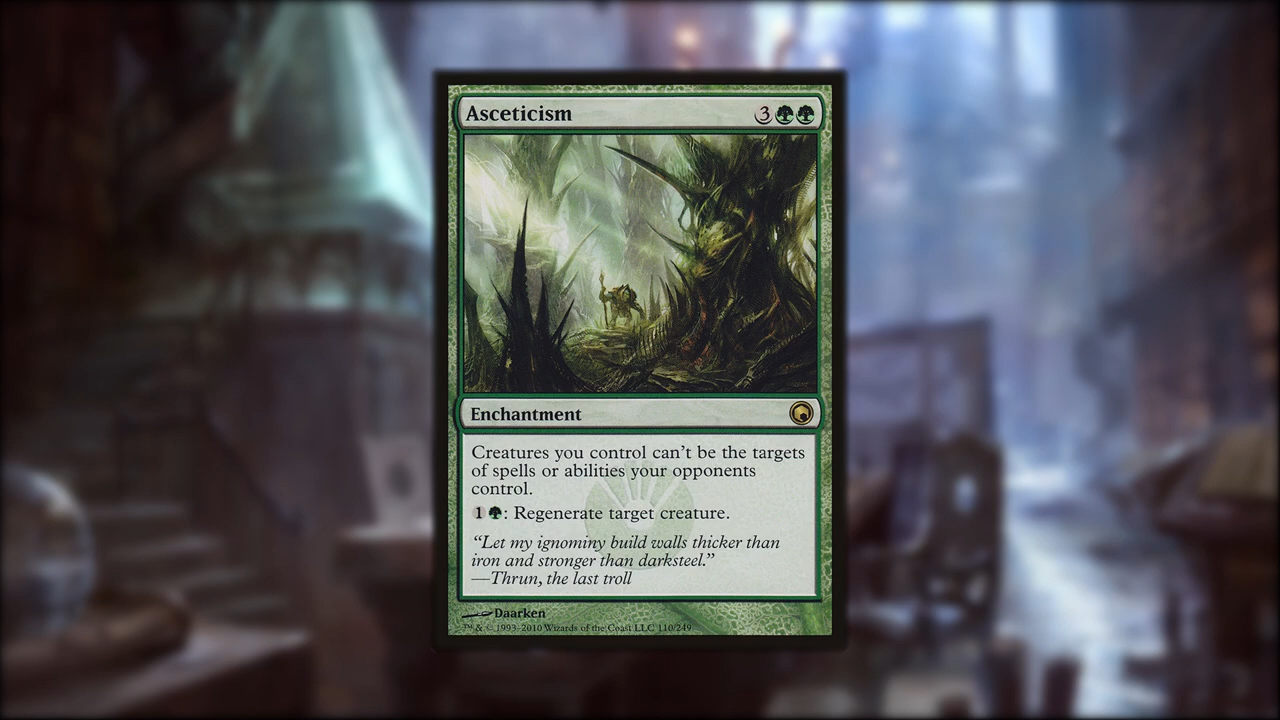 Asceticism 3
Enchantment
Creatures you control can't be the targets
of spells or abilities your opponents
control.
1 : Regenerate target creature.
"Let my ignominy build walls thicker than
iron and stronger than darksteel."
—Thrun, the last troll
Daarken
™ & © 1993–2010 Wizards of the Coast LLC 110/249